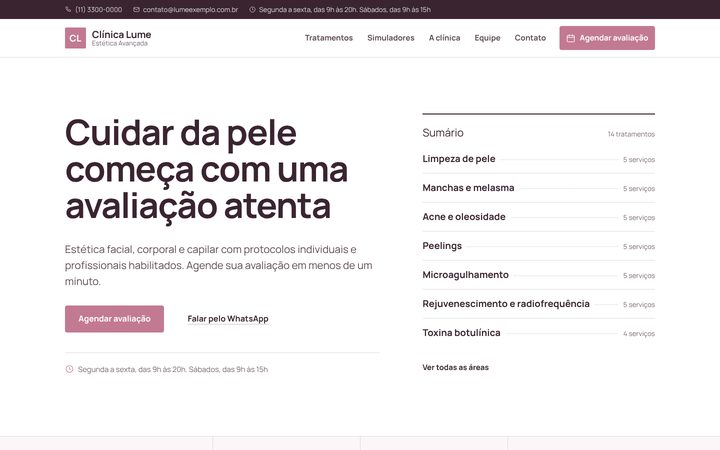 (11) 3300-0000
contato@lumeexemplo.com.br
Segunda a sexta, das 9h às 20h. Sábados, das 9h às 15h
CL
Clínica Lume
Estética Avançada
Tratamentos
Simuladores
A clínica
Equipe
Contato
Agendar avaliação
Cuidar da pele
começa com uma
avaliação atenta
Estética facial, corporal e capilar com protocolos individuais e
profissionais habilitados. Agende sua avaliação em menos de um
minuto.
Agendar avaliação
Falar pelo WhatsApp
Segunda a sexta, das 9h às 20h. Sábados, das 9h às 15h
Sumário
14 tratamentos
Limpeza de pele
5 serviços
Manchas e melasma
5 serviços
Acne e oleosidade
5 serviços
Peelings
5 serviços
Microagulhamento
5 serviços
Rejuvenescimento e radiofrequência
5 serviços
Toxina botulínica
4 serviços
Ver todas as áreas